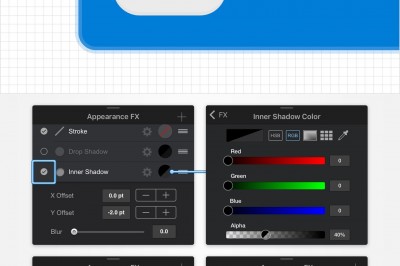 Appearance FX
Stroke
Drop Shadow
Inner Shadow
X Offset 0.0 pt
Y Offset -2.0 pt
Blur 0.0
FX Inner Shadow Color
HSB RGB
Red
0
Green
0
Blue
0
Alpha
40%